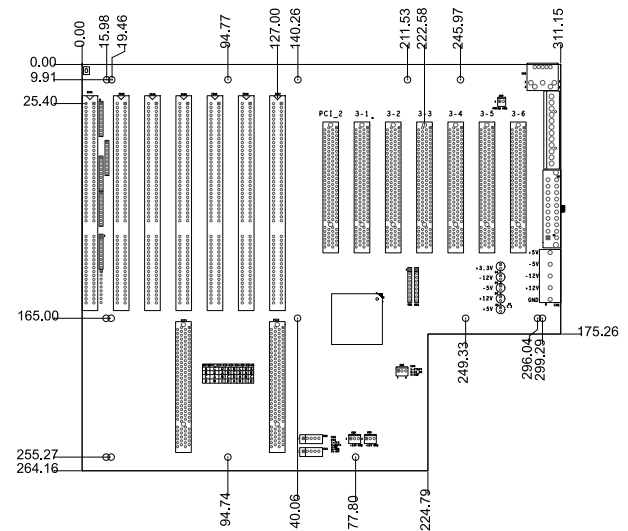 0.00
15.98
19.46
94.77
127.00
140.26
211.53
222.58
245.97
311.15
0.00
9.91
25.40
PCI_2 3-1 3-2 3-3 3-4 3-5 3-6
+5V
-5V
-12V
+12V
GND
+3.3V
-12V
-5V
+12V
+5V
165.00
175.26
249.33
296.04
299.29
255.27
264.16
94.74
40.06
77.80
224.79